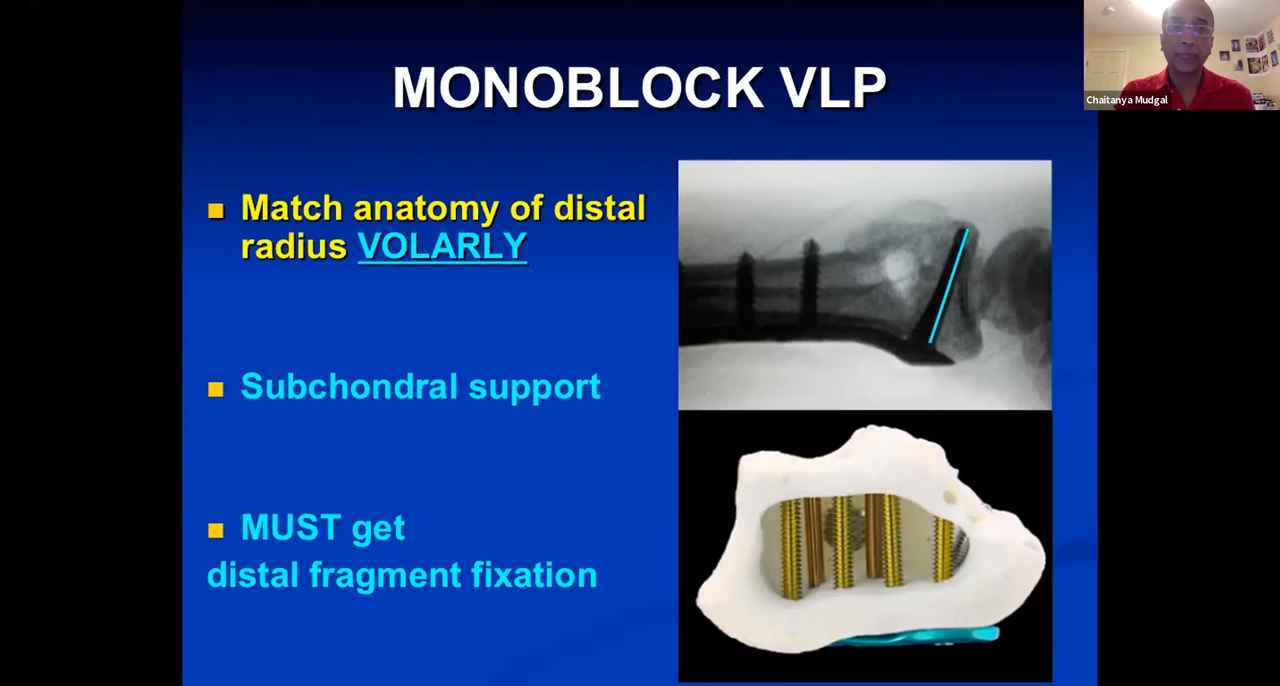 MONOBLOCK VLP
Chaitanya Mudgal
Match anatomy of distal
radius VOLARLY
Subchondral support
MUST get
distal fragment fixation